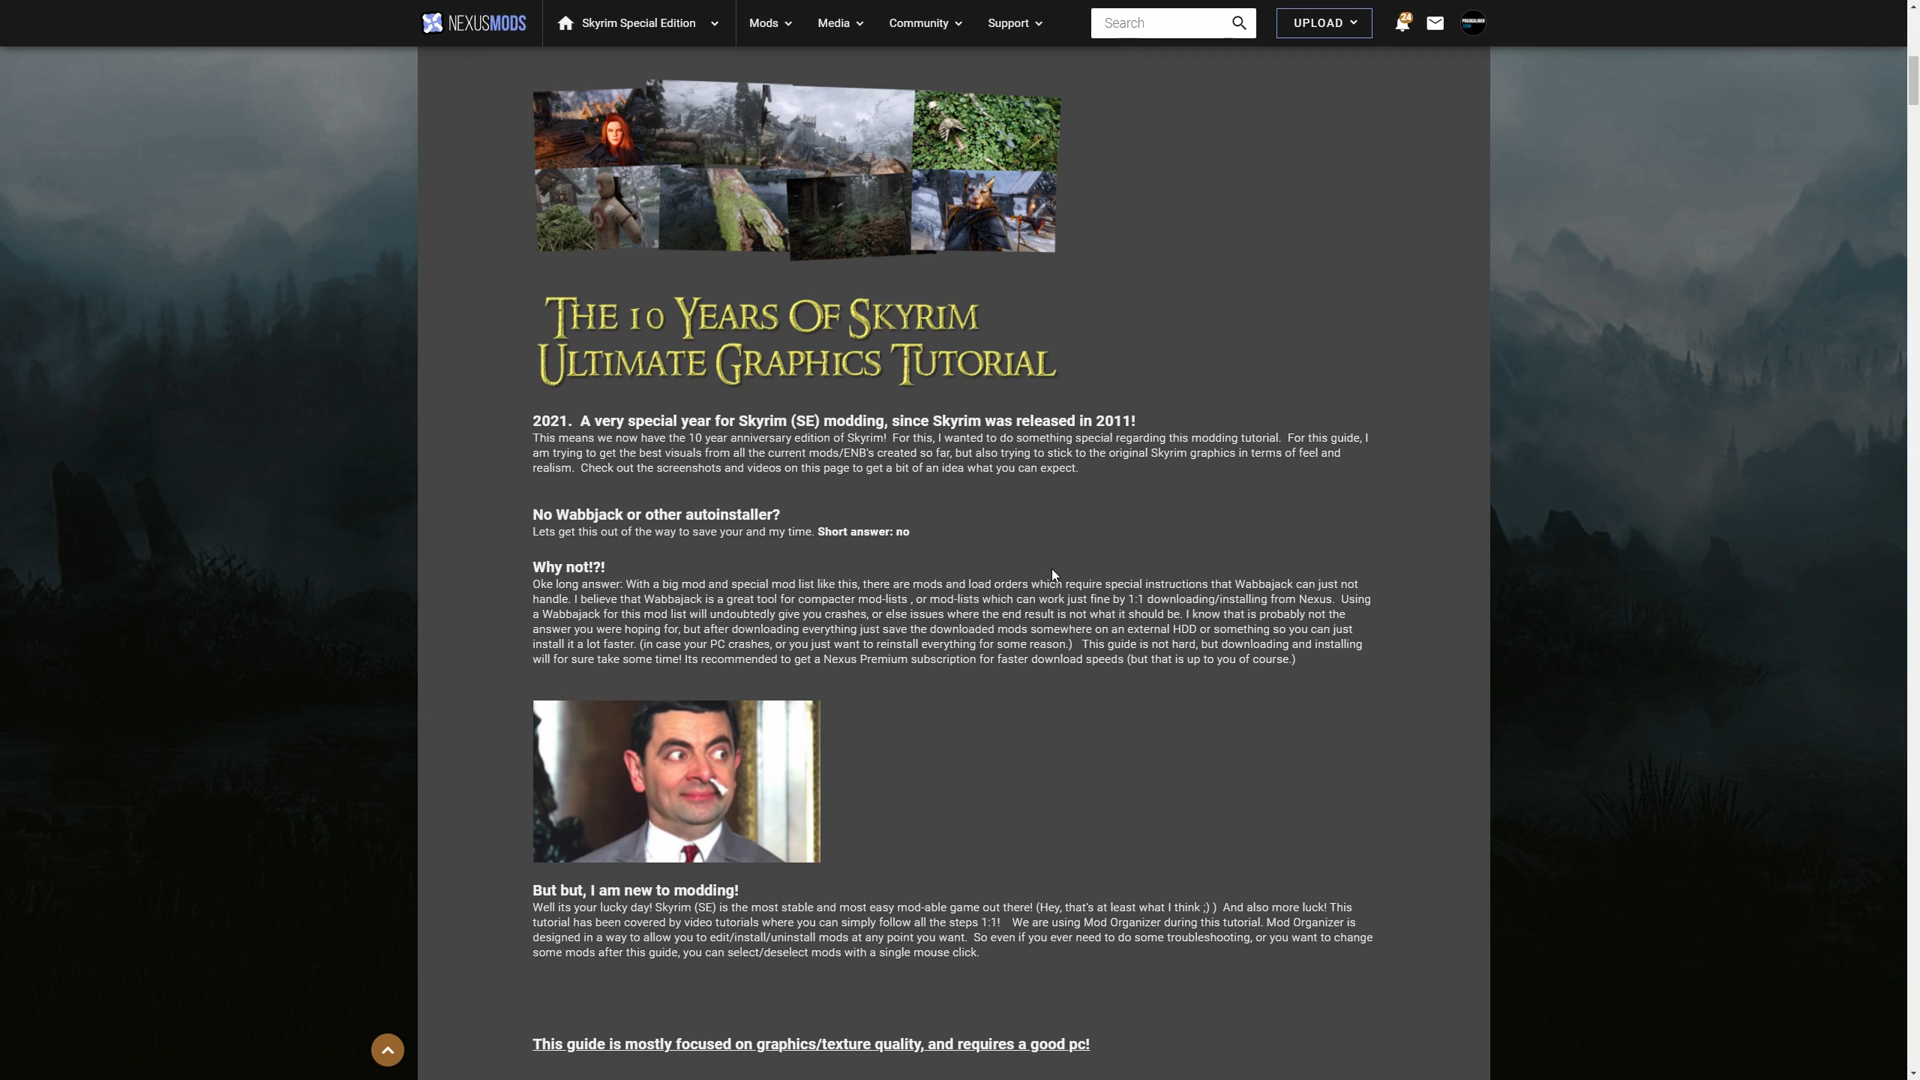 NEXUSMODS
Skyrim Special Edition
Mods
Media
Community
Support
Search
UPLOAD
24
THE 10 YEARS OF SKYRIM
ULTIMATE GRAPHICS TUTORIAL
2021.  A very special year for Skyrim (SE) modding, since Skyrim was released in 2011!
This means we now have the 10 year anniversary edition of Skyrim!  For this, I wanted to do something special regarding this modding tutorial.  For this guide, I
am trying to get the best visuals from all the current mods/ENB's created so far, but also trying to stick to the original Skyrim graphics in terms of feel and
realism.  Check out the screenshots and videos on this page to get a bit of an idea what you can expect.
No Wabbjack or other autoinstaller?
Lets get this out of the way to save your and my time. Short answer: no
Why not!?!
Oke long answer: With a big mod and special mod list like this, there are mods and load orders which require special instructions that Wabbajack can just not
handle. I believe that Wabbajack is a great tool for compacter mod-lists , or mod-lists which can work just fine by 1:1 downloading/installing from Nexus.  Using
a Wabbajack for this mod list will undoubtedly give you crashes, or else issues where the end result is not what it should be. I know that is probably not the
answer you were hoping for, but after downloading everything just save the downloaded mods somewhere on an external HDD or something so you can just
install it a lot faster. (in case your PC crashes, or you just want to reinstall everything for some reason.)   This guide is not hard, but downloading and installing
will for sure take some time! Its recommended to get a Nexus Premium subscription for faster download speeds (but that is up to you of course.)
But but, I am new to modding!
Well its your lucky day! Skyrim (SE) is the most stable and most easy mod-able game out there! (Hey, that's at least what I think ;) )  And also more luck! This
tutorial has been covered by video tutorials where you can simply follow all the steps 1:1!    We are using Mod Organizer during this tutorial. Mod Organizer is
designed in a way to allow you to edit/install/uninstall mods at any point you want.  So even if you ever need to do some troubleshooting, or you want to change
some mods after this guide, you can select/deselect mods with a single mouse click.
This guide is mostly focused on graphics/texture quality, and requires a good pc!